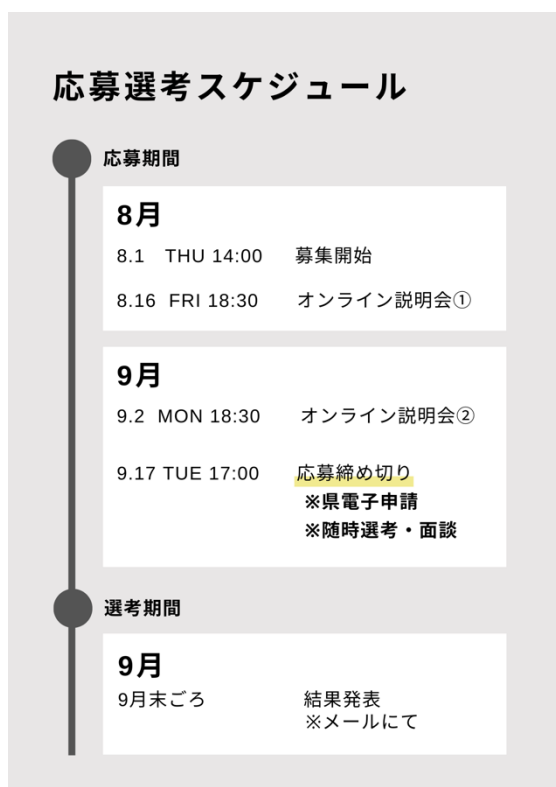 応募選考スケジュール
応募期間
8月
8.1 THU 14:00 募集開始
8.16 FRI 18:30 オンライン説明会①
9月
9.2 MON 18:30 オンライン説明会②
9.17 TUE 17:00 応募締め切り
※県電子申請
※随時選考・面談
選考期間
9月
9月末ごろ 結果発表
※メールにて